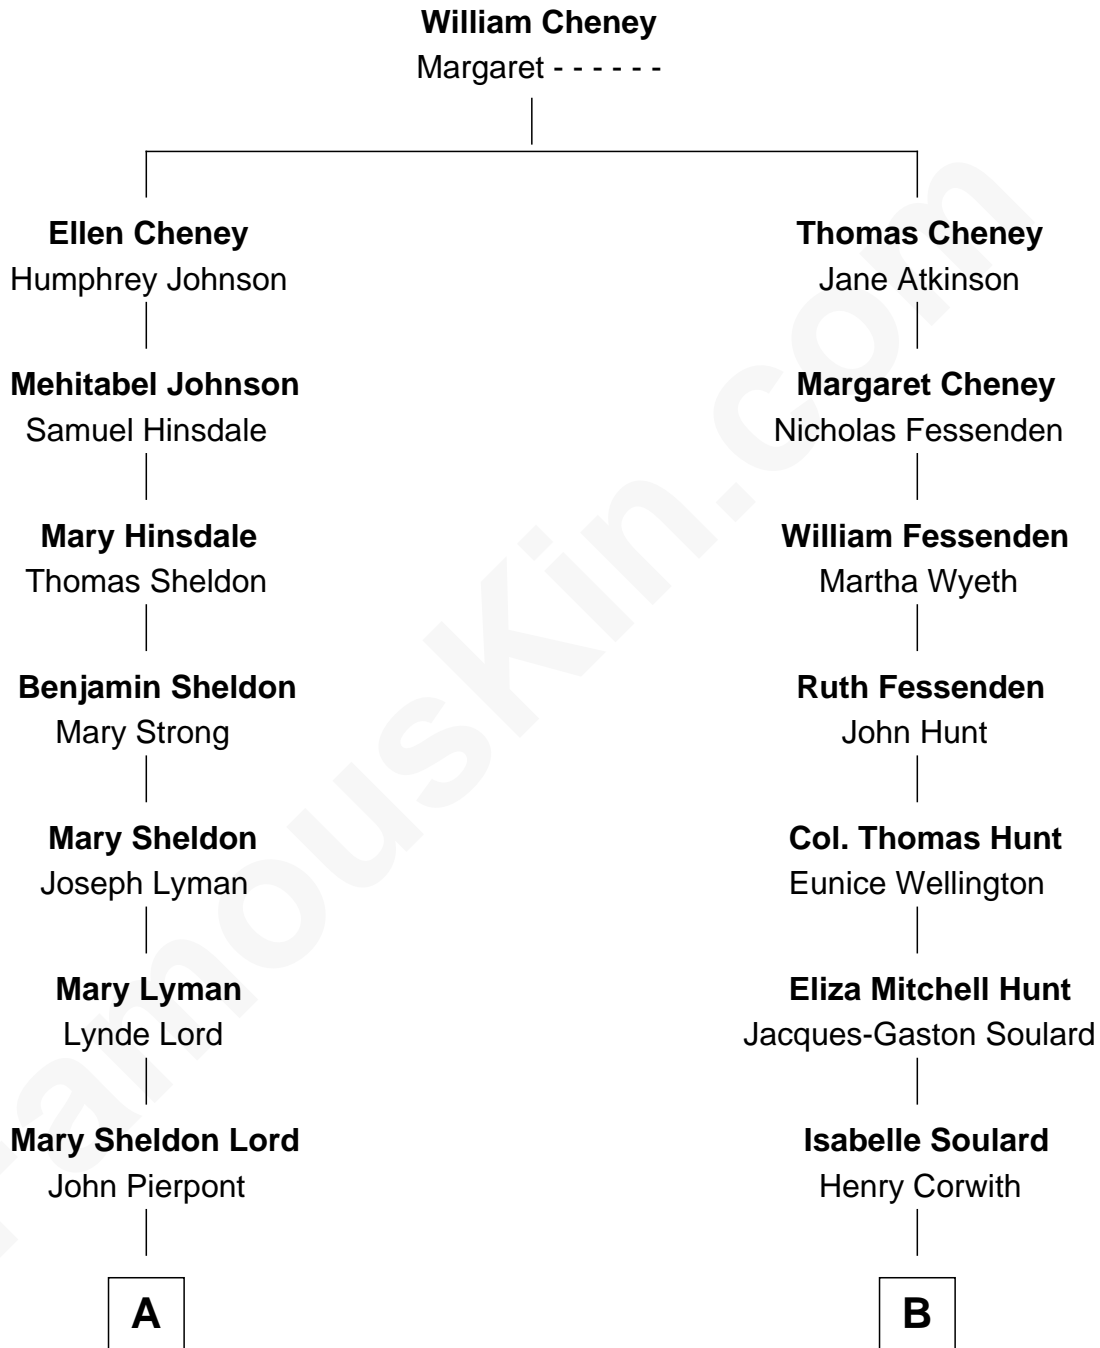 William Cheney
Margaret - - - - - -
Ellen Cheney
Humphrey Johnson
Thomas Cheney
Jane Atkinson
Mehitabel Johnson
Samuel Hinsdale
Margaret Cheney
Nicholas Fessenden
Mary Hinsdale
Thomas Sheldon
William Fessenden
Martha Wyeth
Benjamin Sheldon
Mary Strong
Ruth Fessenden
John Hunt
Mary Sheldon
Joseph Lyman
Col. Thomas Hunt
Eunice Wellington
Mary Lyman
Lynde Lord
Eliza Mitchell Hunt
Jacques-Gaston Soulard
Mary Sheldon Lord
John Pierpont
Isabelle Soulard
Henry Corwith
A
B
FamousKin.com